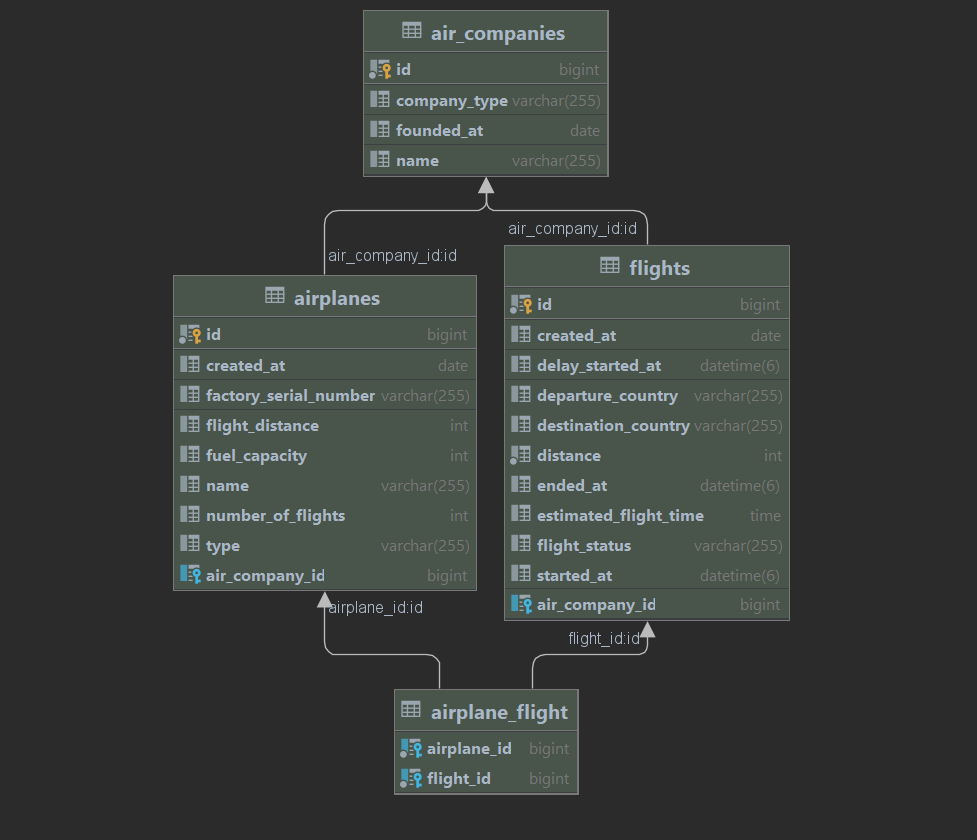 air_companies
id bigint
company_type varchar(255)
founded_at date
name varchar(255)
air_company_id:id
air_company_id:id
airplanes
id bigint
created_at date
factory_serial_number varchar(255)
flight_distance int
fuel_capacity int
name varchar(255)
number_of_flights int
type varchar(255)
air_company_id bigint
flights
id bigint
created_at date
delay_started_at datetime(6)
departure_country varchar(255)
destination_country varchar(255)
distance int
ended_at datetime(6)
estimated_flight_time time
flight_status varchar(255)
started_at datetime(6)
air_company_id bigint
airplane_id:id
flight_id:id
airplane_flight
airplane_id bigint
flight_id bigint